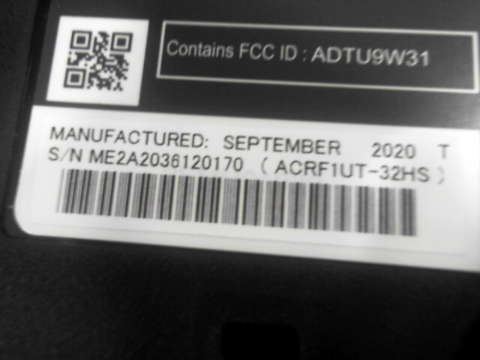 Contains FCC ID : ADTU9W31
MANUFACTURED: SEPTEMBER 2020 T
S/N ME2A2036120170 ( ACRF1UT-32HS )